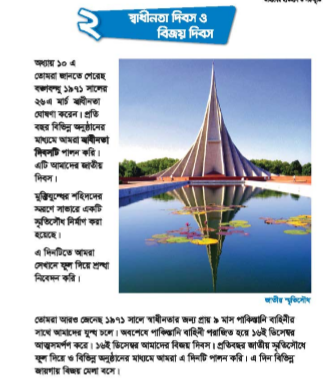 ২
স্বাধীনতা দিবস ও
বিজয় দিবস
অধ্যায় ১০ এ
তোমরা জানতে পেরেছ
বঙ্গবন্ধু ১৯৭১ সালের
২৬এ মার্চ স্বাধীনতা
ঘোষণা করেন। প্রতি
বছর বিভিন্ন অনুষ্ঠানের
মাধ্যমে আমরা স্বাধীনতা
দিবসটি পালন করি।
এটি আমাদের জাতীয়
দিবস।
মুক্তিযুদ্ধের শহিদদের
স্মরণে সাভারে একটি
স্মৃতিসৌধ নির্মাণ করা
হয়েছে।
এ দিনটিতে আমরা
সেখানে ফুল দিয়ে শ্রদ্ধা
নিবেদন করি।
জাতীয় স্মৃতিসৌধ
তোমরা আরও জেনেছ ১৯৭১ সালে স্বাধীনতার জন্য প্রায় ৯ মাস পাকিস্তানি বাহিনীর
সাথে আমাদের যুদ্ধ চলে। অবশেষে পাকিস্তানি বাহিনী পরাজিত হয়ে ১৬ই ডিসেম্বর
আত্মসমর্পণ করে। ১৬ই ডিসেম্বর আমাদের বিজয় দিবস। প্রতিবছর জাতীয় স্মৃতিসৌধে
ফুল দিয়ে ও বিভিন্ন অনুষ্ঠানের মাধ্যমে আমরা এ দিনটি পালন করি। এ দিন বিভিন্ন
জায়গায় বিজয় মেলা বসে।